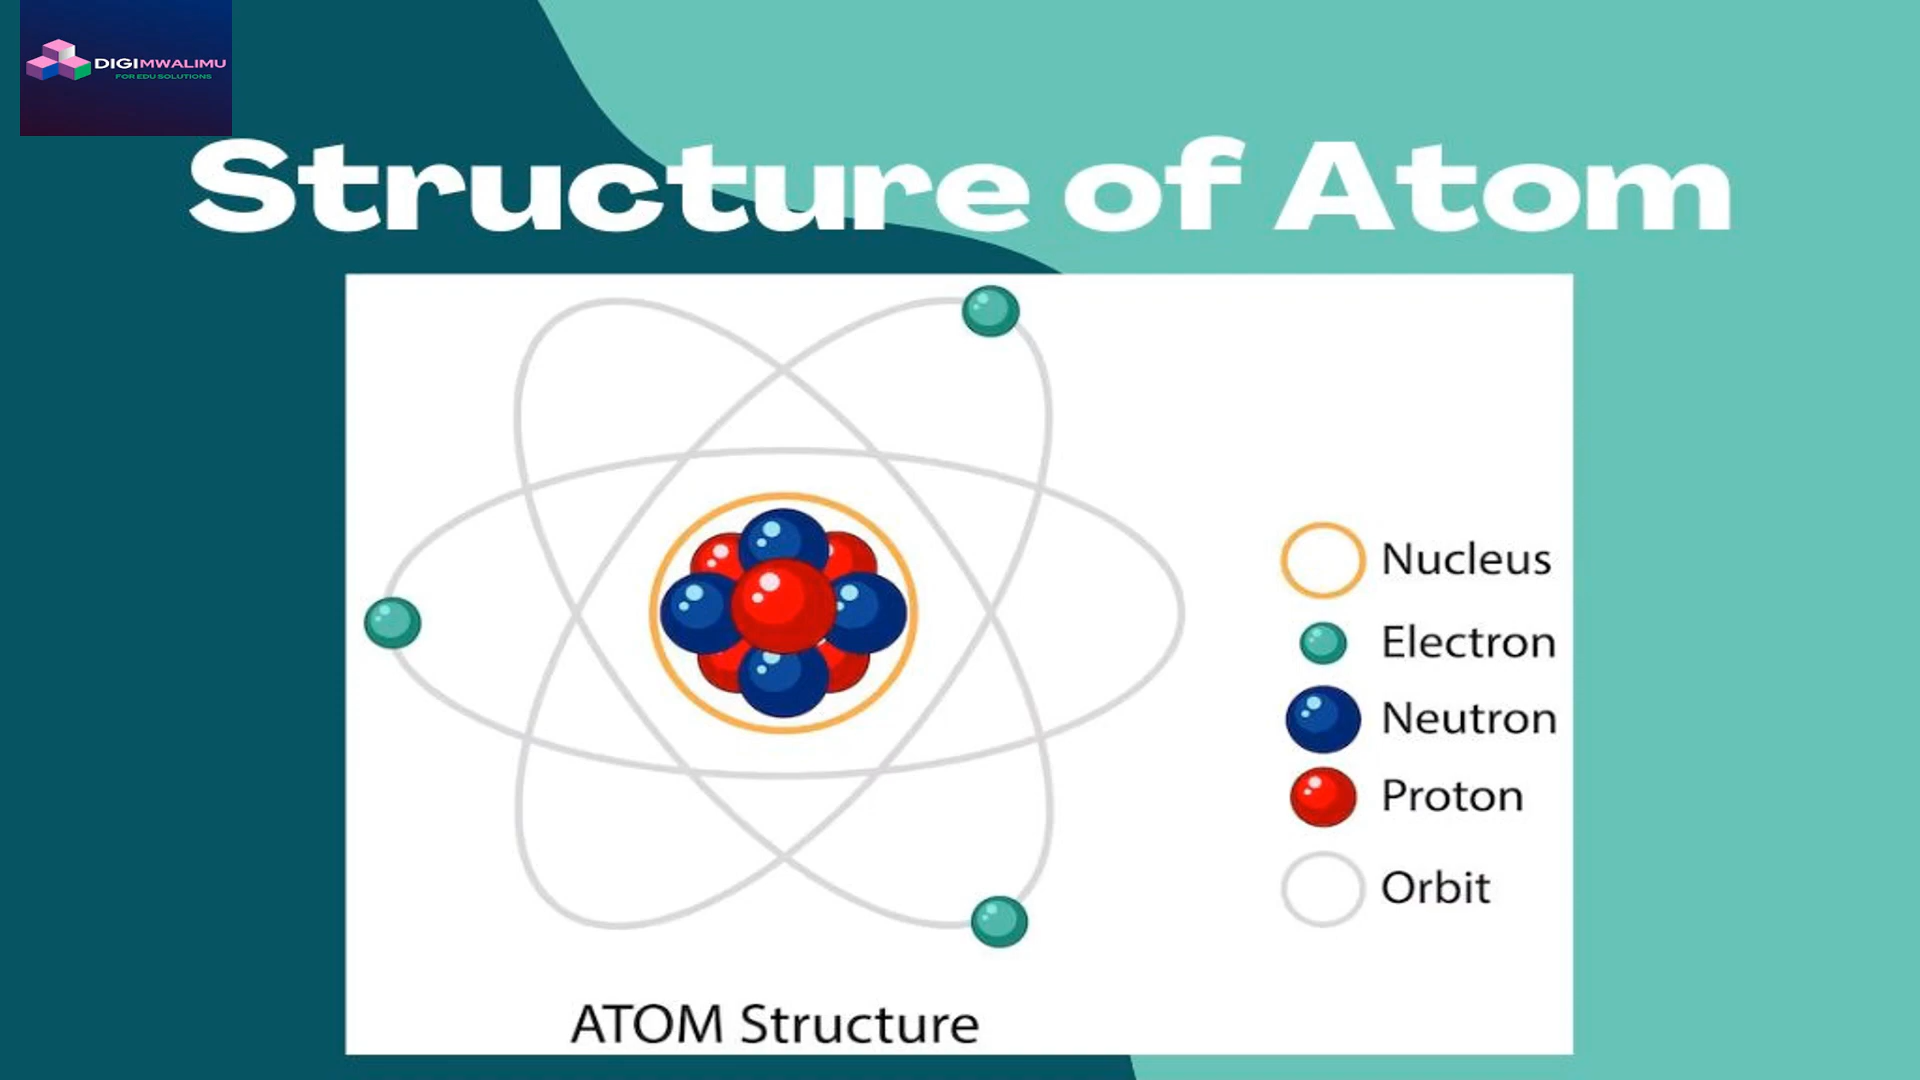 DIGIMWALIMU
FOR EDU SOLUTIONS
Structure of Atom
Nucleus
Electron
Neutron
Proton
Orbit
ATOM Structure